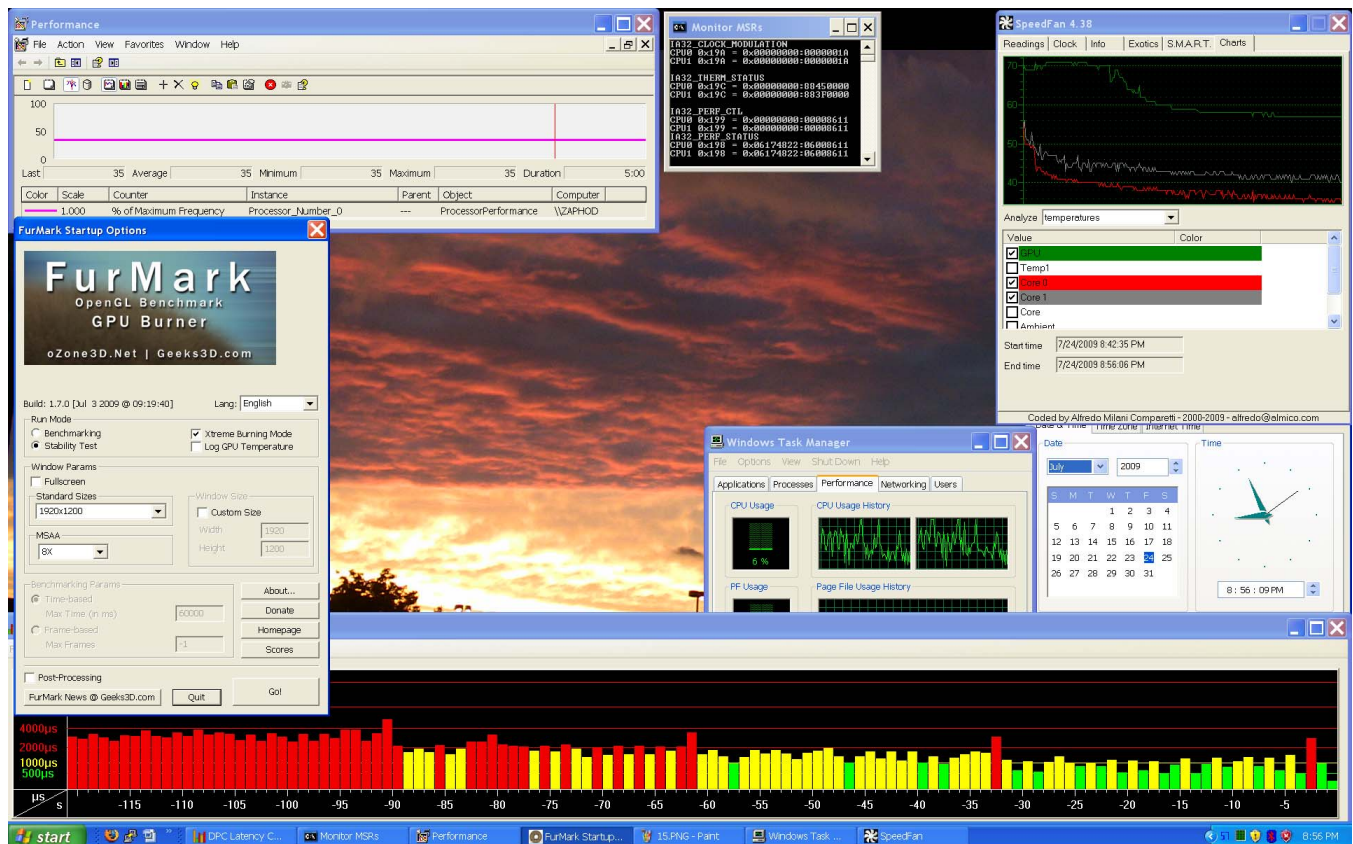 Performance
File Action View Favorites Window Help
100
50
0
Last 35 Average 35 Minimum 35 Maximum 35 Duration 5:00
Color Scale Counter Instance Parent Object Computer
1.000 % of Maximum Frequency Processor_Number_0 --- ProcessorPerformance \\ZAPHOD
Monitor MSRs
IA32_CLOCK_MODULATION
CPU0 0x19A = 0x00000000:0000001A
CPU1 0x19A = 0x00000000:0000001A
IA32_THERM_STATUS
CPU0 0x19C = 0x00000000:88450000
CPU1 0x19C = 0x00000000:883F0000
IA32_PERF_CTL
CPU0 0x199 = 0x00000000:00008611
CPU1 0x199 = 0x00000000:00008611
IA32_PERF_STATUS
CPU0 0x198 = 0x06174822:06008611
CPU1 0x198 = 0x06174822:06008611
SpeedFan 4.38
Readings Clock Info Exotics S.M.A.R.T. Charts
70
60
50
40
Analyze temperatures
Value Color
GPU
Temp1
Core 0
Core 1
Core
Ambient
Start time 7/24/2009 8:42:35 PM
End time 7/24/2009 8:56:06 PM
Coded by Alfredo Milani Comparetti - 2000-2009 - alfredo@almico.com
FurMark Startup Options
FurMark
OpenGL Benchmark
GPU Burner
oZone3D.Net | Geeks3D.com
Build: 1.7.0 [Jul 3 2009 @ 09:19:40] Lang: English
Run Mode
Benchmarking Xtreme Burning Mode
Stability Test Log GPU Temperature
Window Params
Fullscreen
Standard Sizes Window Size
1920x1200 Custom Size
Width 1920
MSAA
Height 1200
8X
Benchmarking Params
About...
Time-based
Max Time (in ms) 60000 Donate
Frame-based Homepage
Max Frames -1 Scores
Post-Processing
FurMark News @ Geeks3D.com Quit Go!
Windows Task Manager
File Options View Shut Down Help
Applications Processes Performance Networking Users
CPU Usage CPU Usage History
6 %
PF Usage Page File Usage History
Date & Time Time Zone Internet Time
Date Time
July 2009
S M T W T F S
1 2 3 4
5 6 7 8 9 10 11
12 13 14 15 16 17 18
19 20 21 22 23 24 25
26 27 28 29 30 31
8 : 56 : 09 PM
4000µs
2000µs
1000µs
500µs
µs s -115 -110 -105 -100 -95 -90 -85 -80 -75 -70 -65 -60 -55 -50 -45 -40 -35 -30 -25 -20 -15 -10 -5
start DPC Latency C... Monitor MSRs Performance FurMark Startup... 15.PNG - Paint Windows Task ... SpeedFan 51 8:56 PM